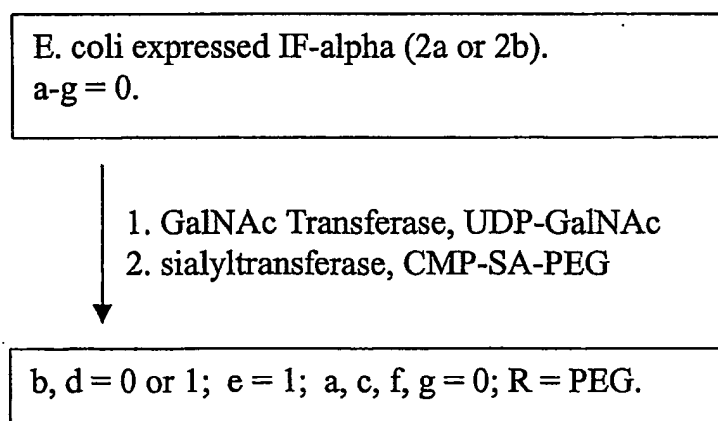 E. coli expressed IF-alpha (2a or 2b).
a-g = 0.
1. GalNAc Transferase, UDP-GalNAc
2. sialyltransferase, CMP-SA-PEG
b, d = 0 or 1; e = 1; a, c, f, g = 0; R = PEG.